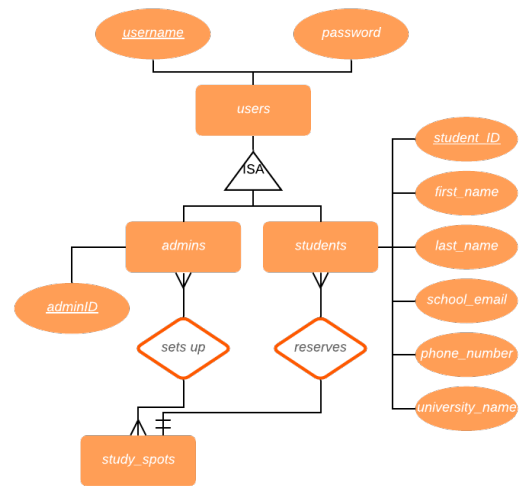 username
password
users
ISA
admins
students
adminID
student_ID
first_name
last_name
school_email
phone_number
university_name
sets up
reserves
study_spots